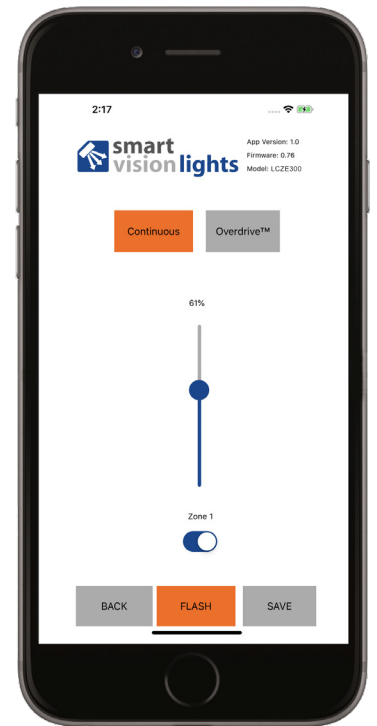 2:17
smart
vision lights
App Version: 1.0
Firmware: 0.76
Model: LCZE300
Continuous
Overdrive™
61%
Zone 1
BACK
FLASH
SAVE